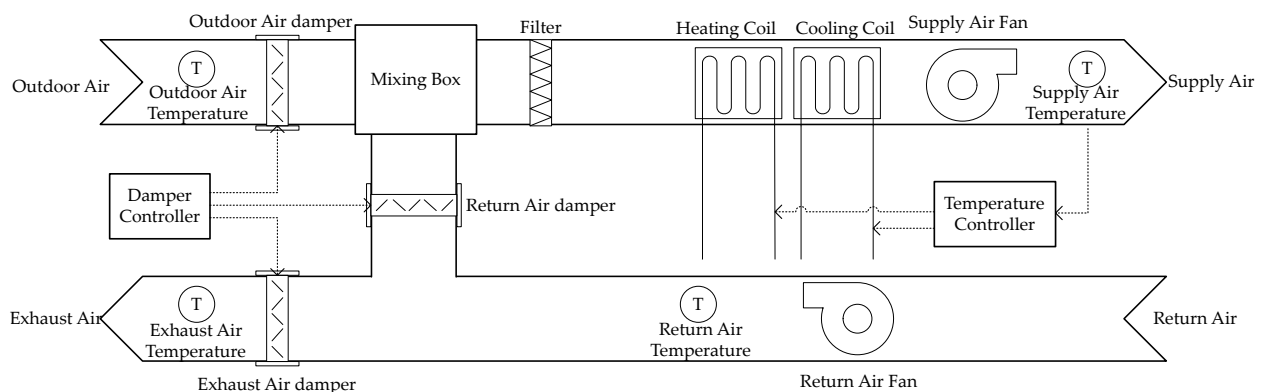 Outdoor Air damper
Filter
Heating Coil
Cooling Coil
Supply Air Fan
Outdoor Air
T
Outdoor Air
Temperature
Mixing Box
T
Supply Air
Temperature
Supply Air
Damper
Controller
Return Air damper
Temperature
Controller
Exhaust Air
T
Exhaust Air
Temperature
T
Return Air
Temperature
Return Air
Exhaust Air damper
Return Air Fan